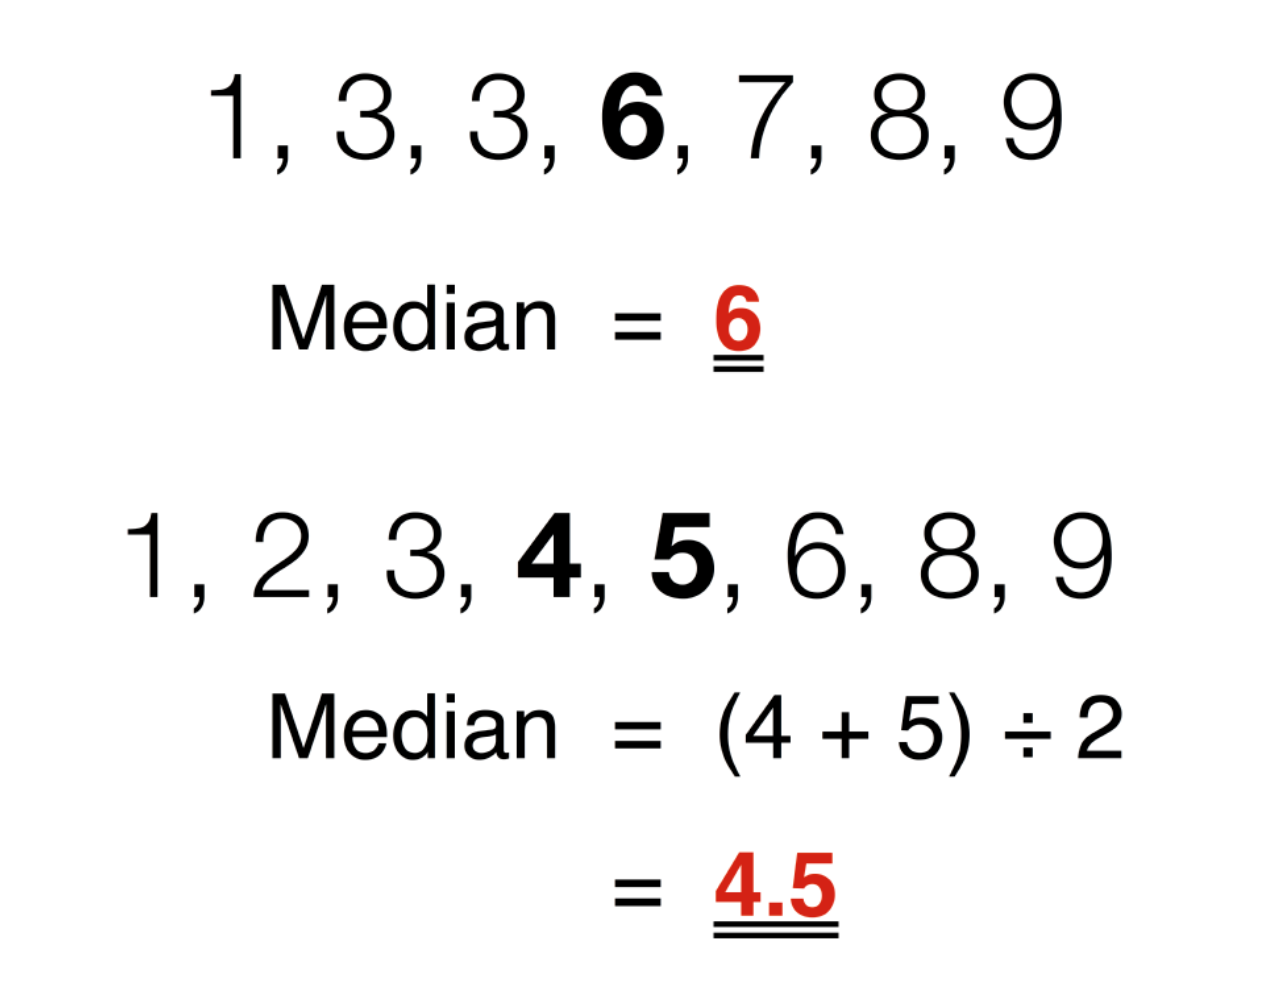 1, 3, 3, 6, 7, 8, 9
Median = 6
1, 2, 3, 4, 5, 6, 8, 9
Median = (4 + 5) ÷ 2
= 4.5